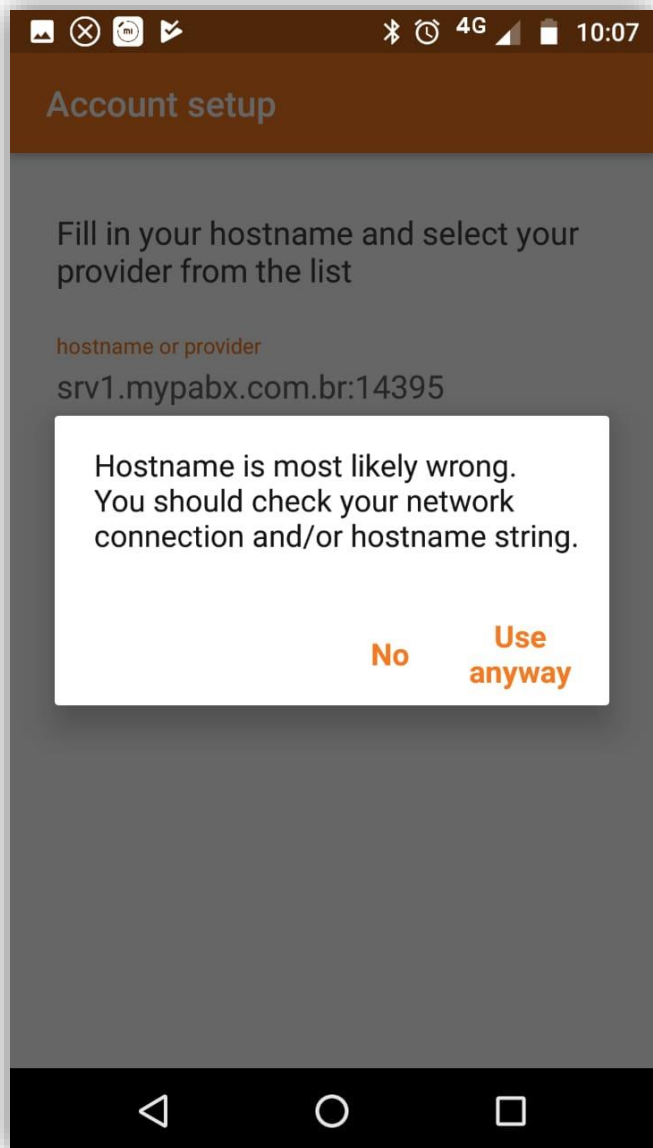 4G 10:07
Account setup
Fill in your hostname and select your
provider from the list
hostname or provider
srv1.mypabx.com.br:14395
Hostname is most likely wrong.
You should check your network
connection and/or hostname string.
No
Use
anyway